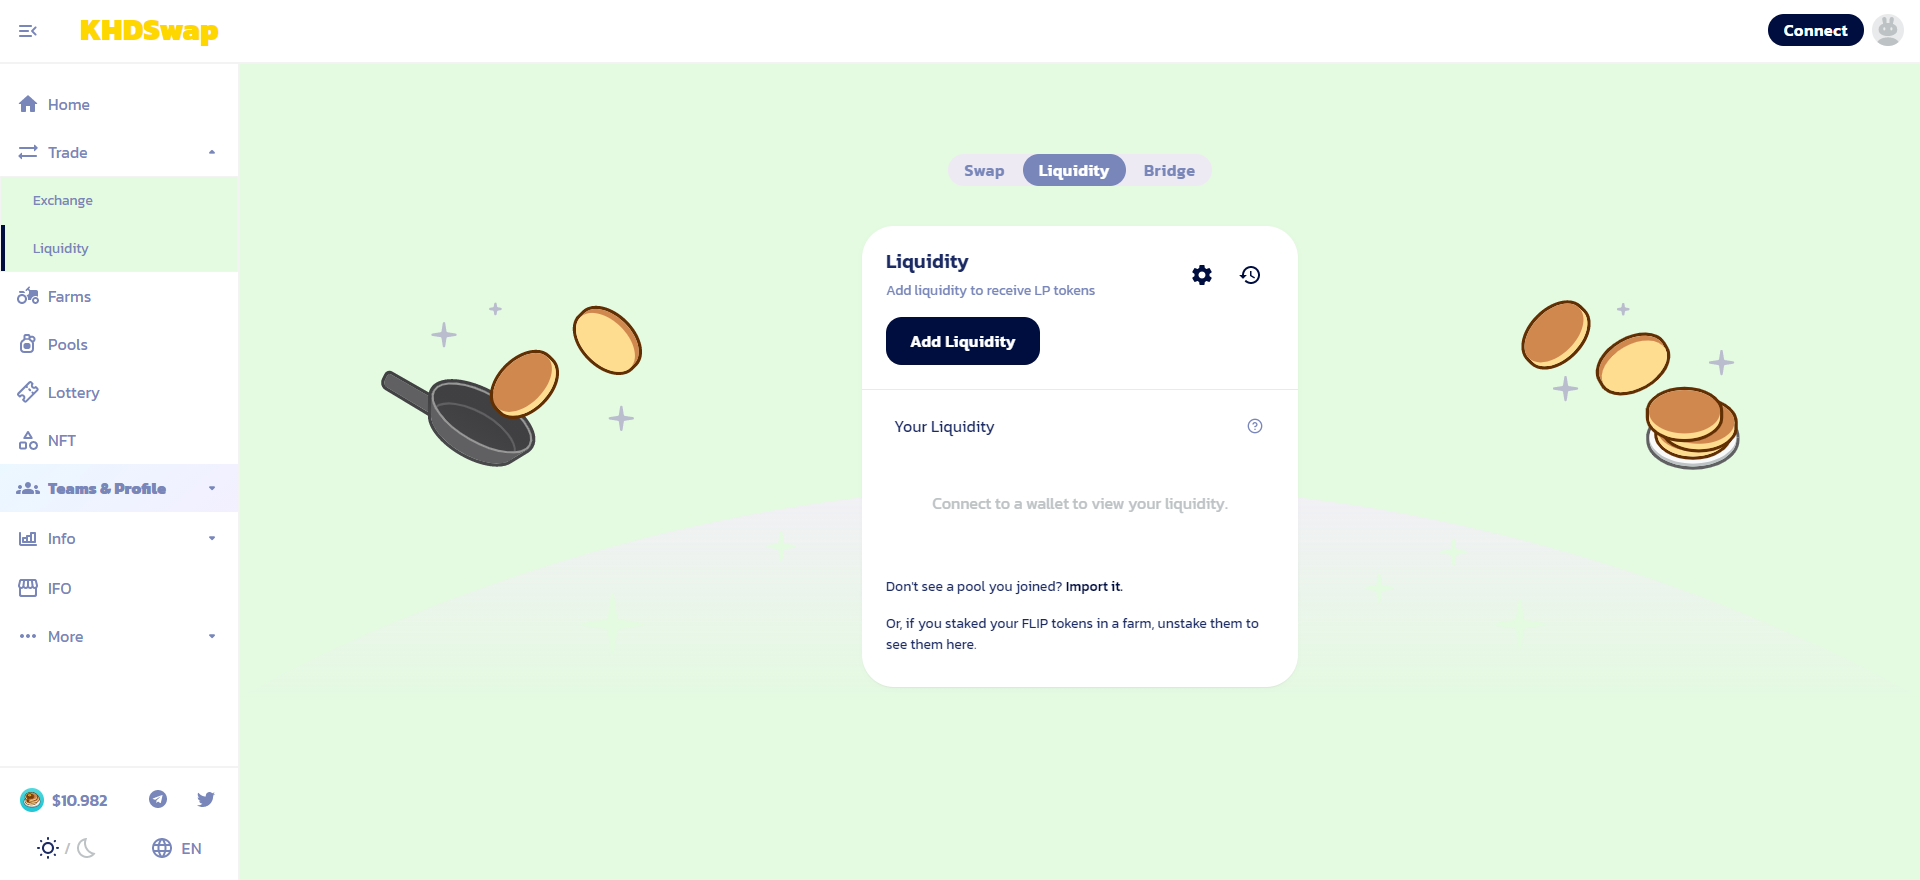 KHDSwap
Connect
Home
Trade
Exchange
Liquidity
Farms
Pools
Lottery
NFT
Teams & Profile
Info
IFO
More
$10.982
/
EN
Swap
Liquidity
Bridge
Liquidity
Add liquidity to receive LP tokens
Add Liquidity
Your Liquidity
Connect to a wallet to view your liquidity.
Don't see a pool you joined? Import it.
Or, if you staked your FLIP tokens in a farm, unstake them to
see them here.